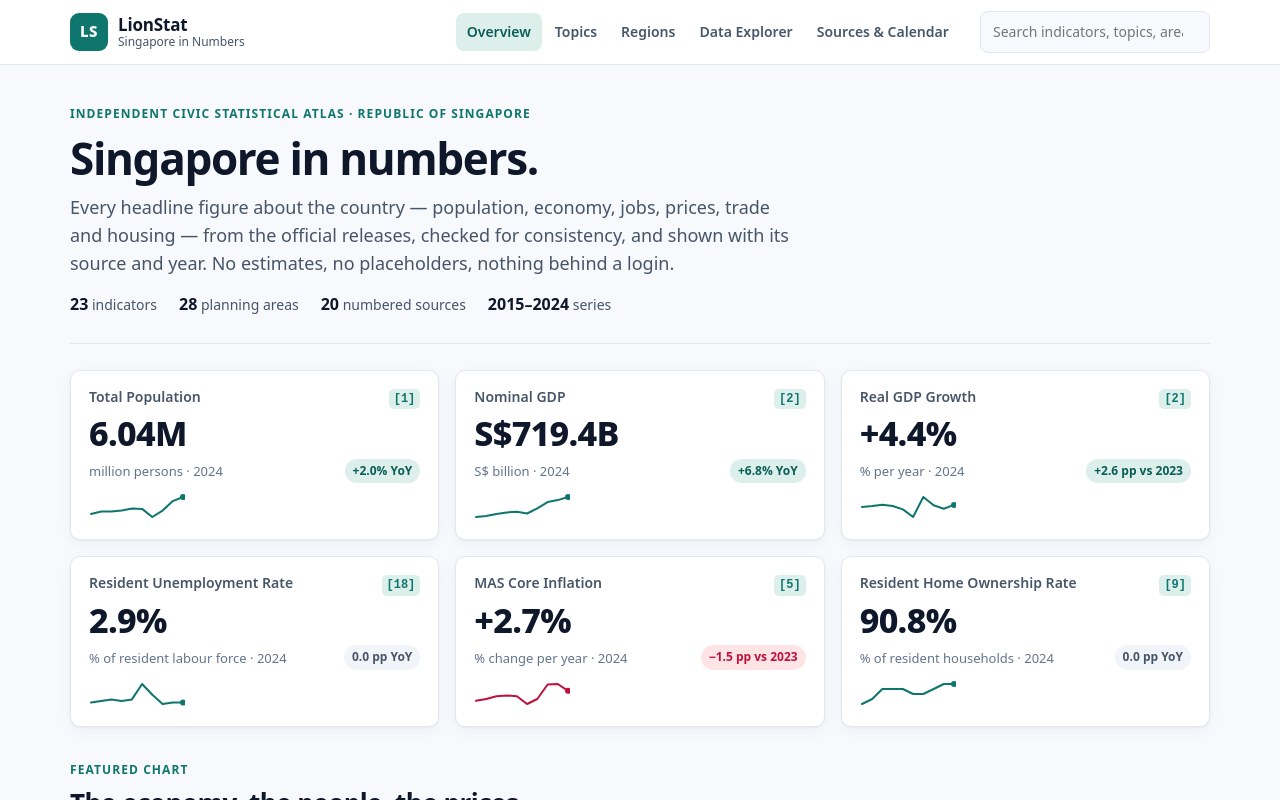 LS
LionStat
Singapore in Numbers
Overview
Topics
Regions
Data Explorer
Sources & Calendar
Search indicators, topics,
INDEPENDENT CIVIC STATISTICAL ATLAS · REPUBLIC OF SINGAPORE
Singapore in numbers.
Every headline figure about the country — population, economy, jobs, prices, trade
and housing — from the official releases, checked for consistency, and shown with its
source and year. No estimates, no placeholders, nothing behind a login.
23 indicators 28 planning areas 20 numbered sources 2015–2024 series
Total Population [1]
6.04M
million persons · 2024 +2.0% YoY
Nominal GDP [2]
S$719.4B
S$ billion · 2024 +6.8% YoY
Real GDP Growth [2]
+4.4%
% per year · 2024 +2.6 pp vs 2023
Resident Unemployment Rate [18]
2.9%
% of resident labour force · 2024 0.0 pp YoY
MAS Core Inflation [5]
+2.7%
% change per year · 2024 −1.5 pp vs 2023
Resident Home Ownership Rate [9]
90.8%
% of resident households · 2024 0.0 pp YoY
FEATURED CHART
The economy, the people, the prices